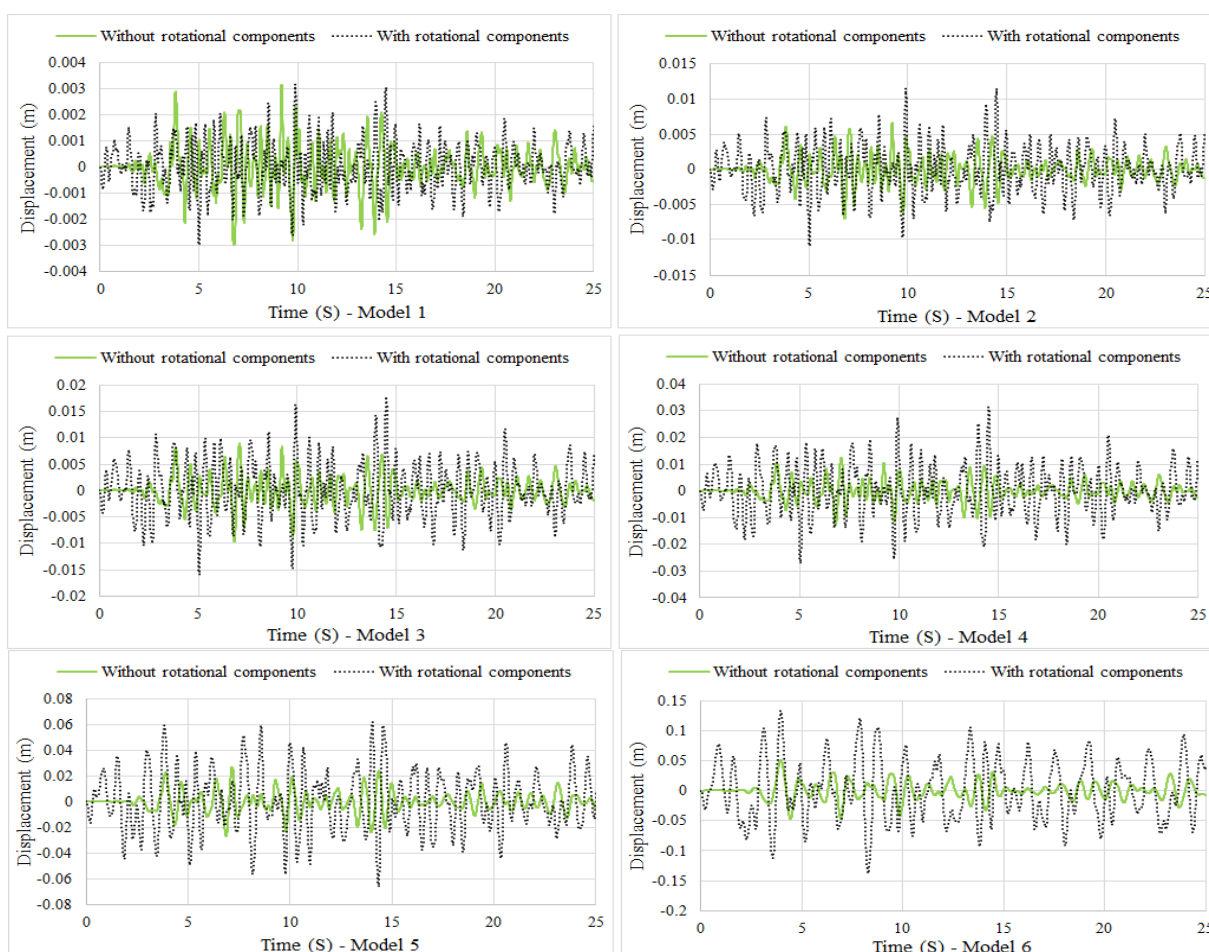 Without rotational components With rotational components
Displacement (m)
0.004
0.003
0.002
0.001
0
-0.001
-0.002
-0.003
-0.004
0 5 10 15 20 25
Time (S) - Model 1
Without rotational components With rotational components
Displacement (m)
0.015
0.01
0.005
0
-0.005
-0.01
-0.015
0 5 10 15 20 25
Time (S) - Model 2
Without rotational components With rotational components
Displacement (m)
0.02
0.015
0.01
0.005
0
-0.005
-0.01
-0.015
-0.02
0 5 10 15 20 25
Time (S) - Model 3
Without rotational components With rotational components
Displacement (m)
0.04
0.03
0.02
0.01
0
-0.01
-0.02
-0.03
-0.04
0 5 10 15 20 25
Time (S) - Model 4
Without rotational components With rotational components
Displacement (m)
0.08
0.06
0.04
0.02
0
-0.02
-0.04
-0.06
-0.08
0 5 10 15 20 25
Time (S) - Model 5
Without rotational components With rotational components
Displacement (m)
0.15
0.1
0.05
0
-0.05
-0.1
-0.15
-0.2
0 5 10 15 20 25
Time (S) - Model 6